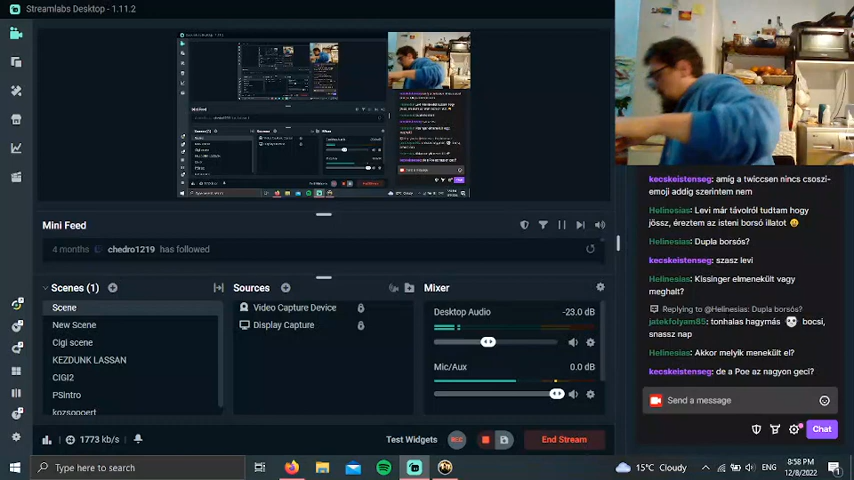 Streamlabs Desktop - 1.11.2
Mini Feed
4 months chedro1219 has followed
Scenes (1)
Sources
Mixer
Scene
New Scene
Cigi scene
KEZDUNK LASSAN
CIGI2
PSintro
kozsopoert
Video Capture Device
Display Capture
Desktop Audio -23.0 dB
Mic/Aux 0.0 dB
1773 kb/s
Test Widgets
REC
End Stream
kecskeistenseg: amíg a twiccsen nincs csoszi-
emoji addig szerintem nem
Helinesias: Levi már távolról tudtam hogy
jössz, éreztem az isteni borsó illatot
Helinesias: Dupla borsós?
kecskeistenseg: szasz levi
Helinesias: Kissinger elmenekült vagy
meghalt?
Replying to @Helinesias: Dupla borsós?
jatekfolyam85: tonhalas hagymás bocsi,
snassz nap
Helinesias: Akkor melyik menekült el?
kecskeistenseg: de a Poe az nagyon geci?
Send a message
Chat
Type here to search
15°C Cloudy
ENG
8:58 PM
12/8/2022
1